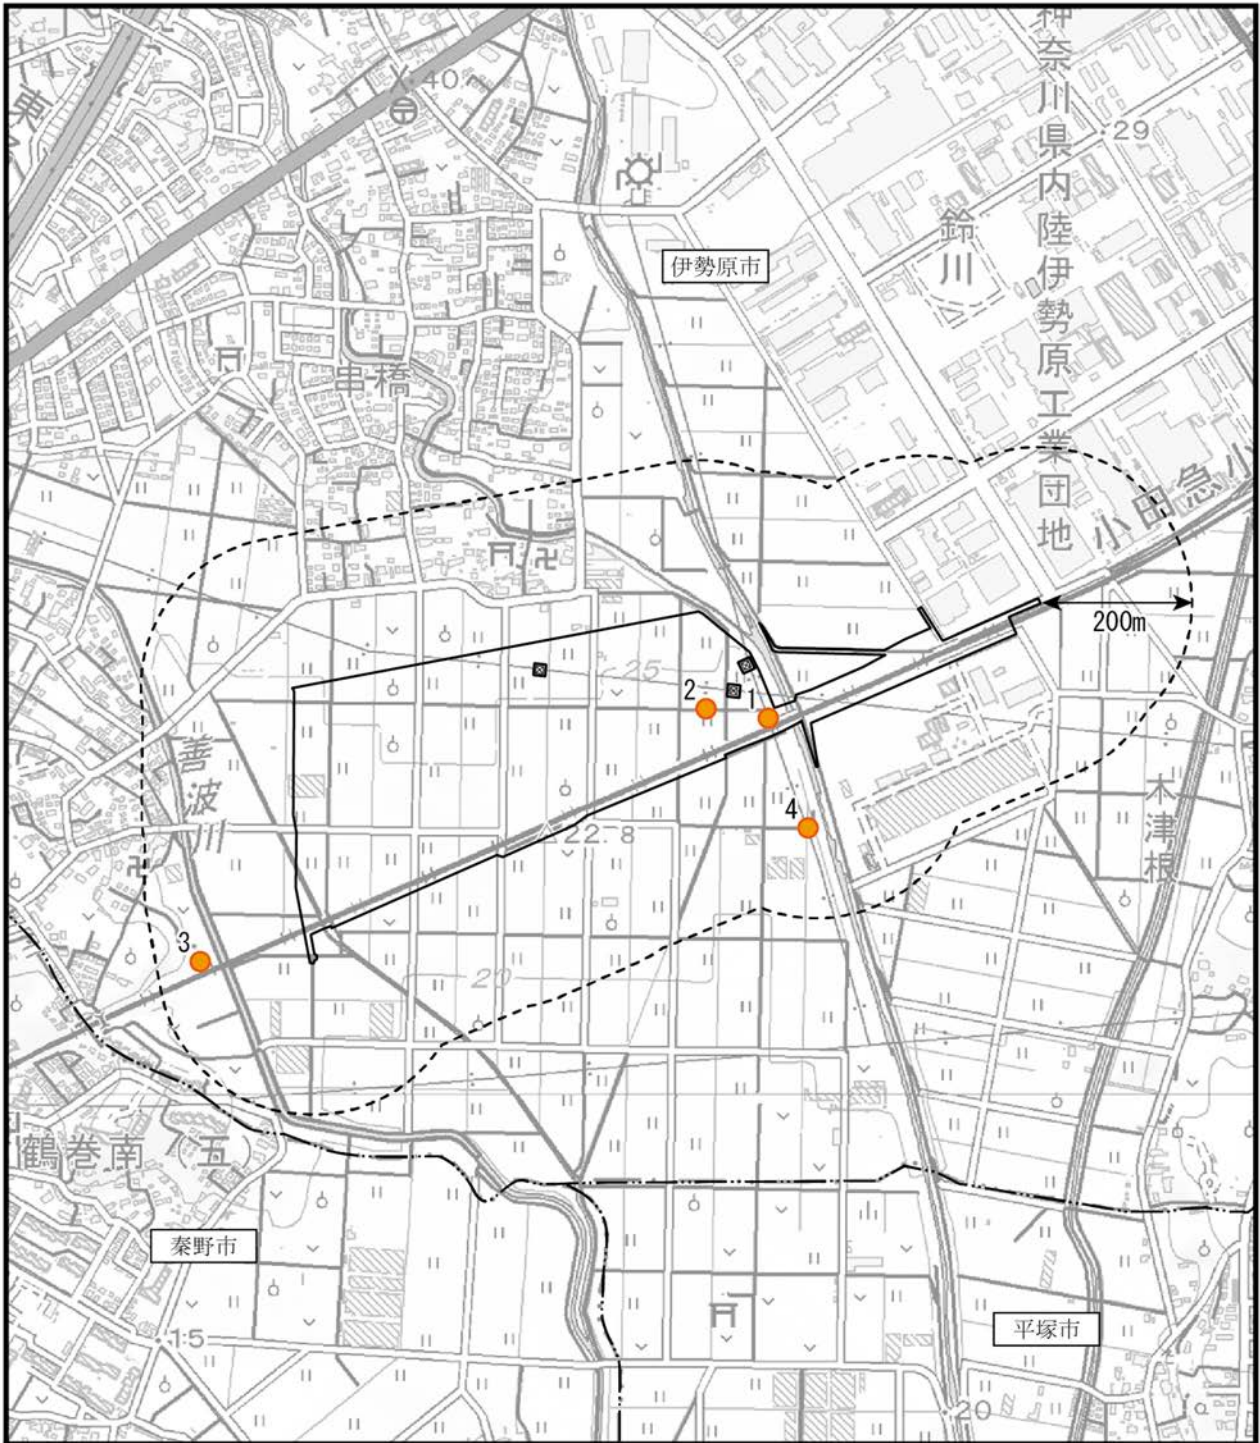 東
40
神奈川県内陸伊勢原工業団地
29
鈴川
伊勢原市
串橋
小田急小
200m
25
2
1
善波川
4
22.8
木津根
3
20
鶴巻南 五
秦野市
平塚市
15
20